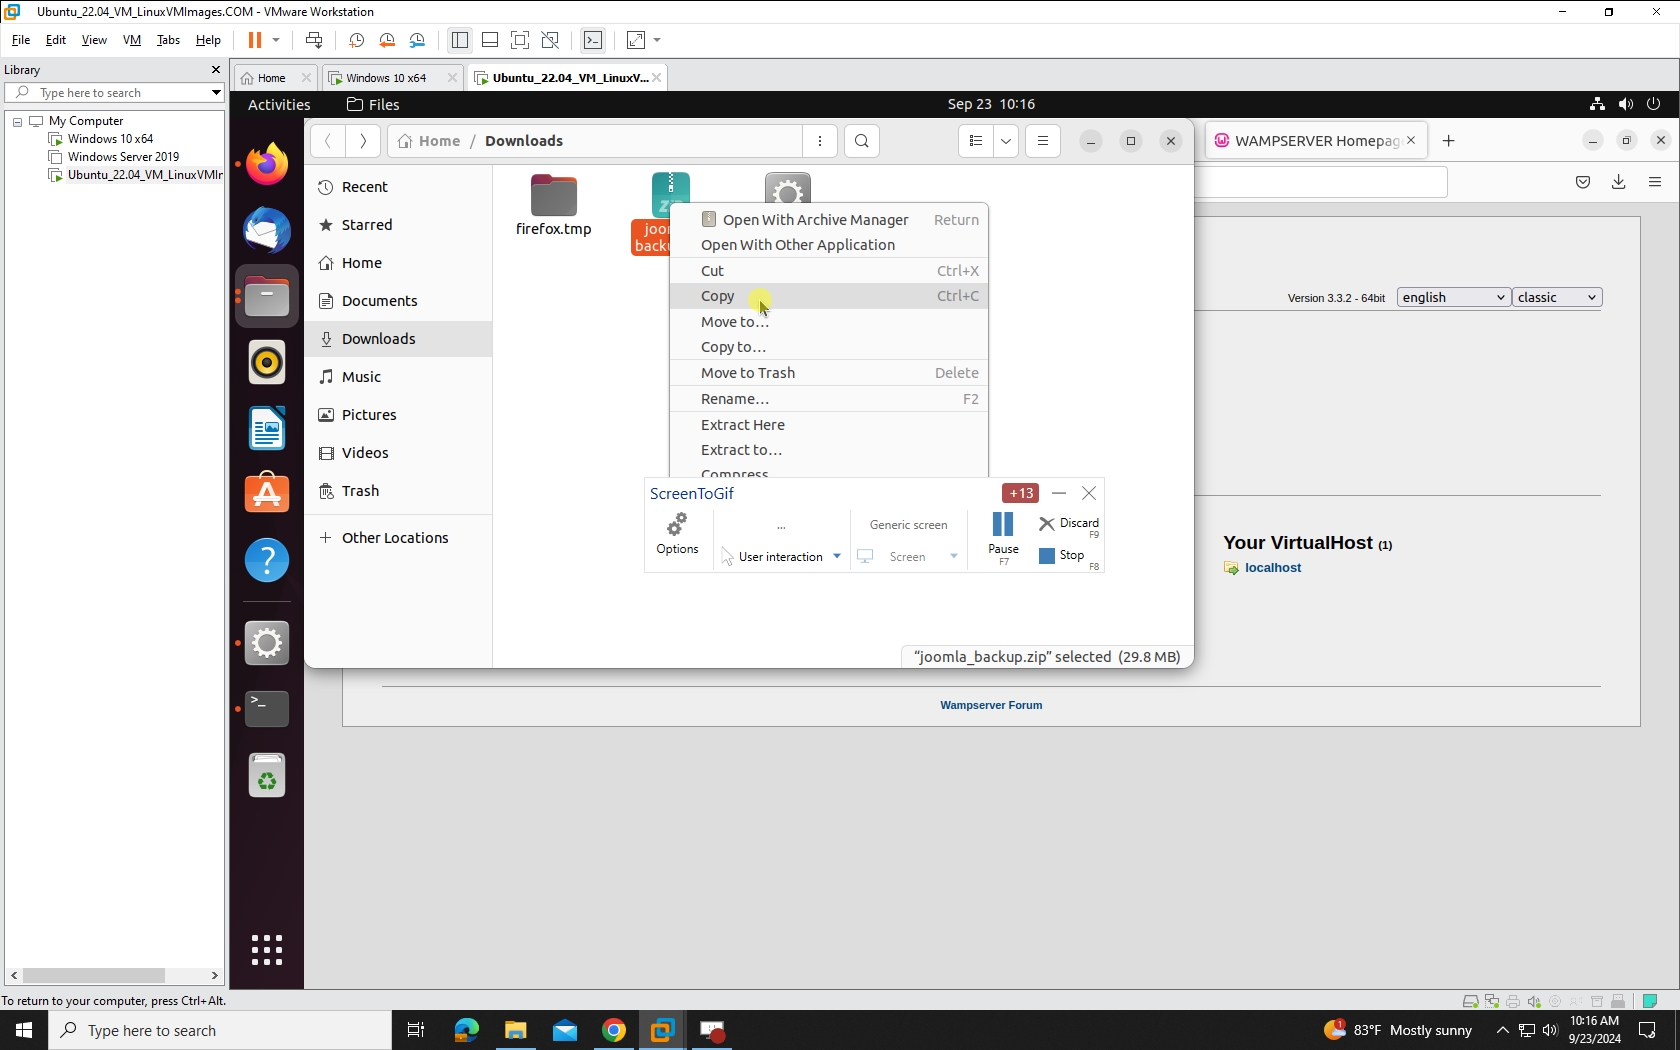 Ubuntu_22.04_VM_LinuxVMImages.COM - VMware Workstation
File Edit View VM Tabs Help
Library
Type here to search
My Computer
Windows 10 x64
Windows Server 2019
Ubuntu_22.04_VM_LinuxVMIr
Home
Windows 10 x64
Ubuntu_22.04_VM_LinuxV...
Activities
Files
Sep 23 10:16
Home / Downloads
WAMPSERVER Homepag
Recent
Starred
Home
Documents
Downloads
Music
Pictures
Videos
Trash
Other Locations
firefox.tmp
Open With Archive Manager Return
Open With Other Application
Cut Ctrl+X
Copy Ctrl+C
Move to...
Copy to...
Move to Trash Delete
Rename... F2
Extract Here
Extract to...
Compress
ScreenToGif
+13
Options
...
User interaction
Generic screen
Screen
Pause
F7
Discard
F9
Stop
F8
"joomla_backup.zip" selected (29.8 MB)
Version 3.3.2 - 64bit
english
classic
Your VirtualHost (1)
localhost
Wampserver Forum
To return to your computer, press Ctrl+Alt.
Type here to search
83°F Mostly sunny
10:16 AM
9/23/2024